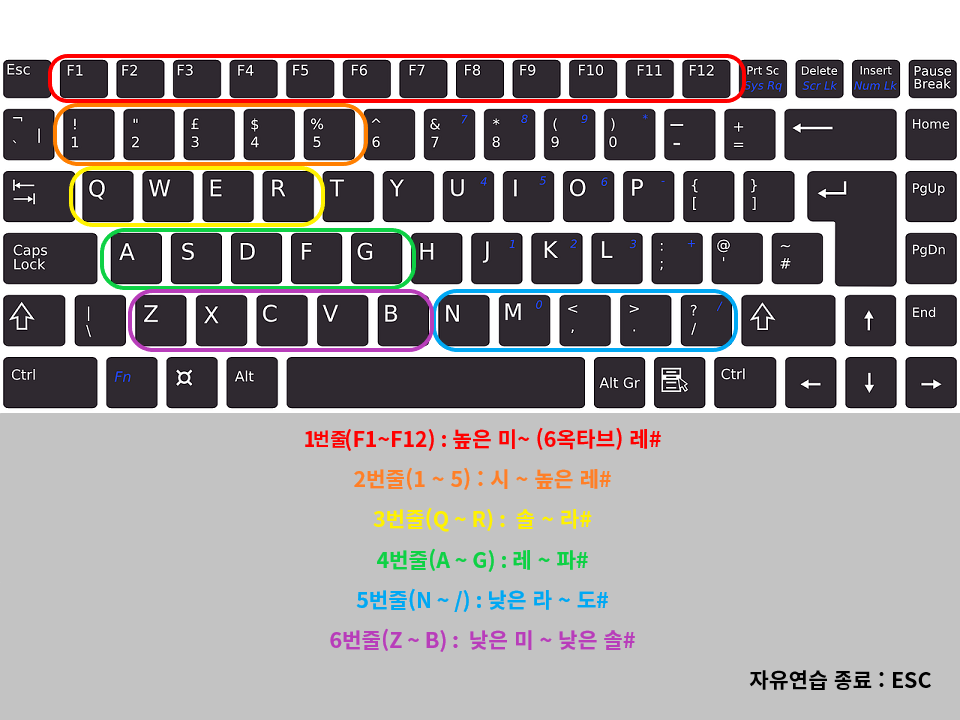 Esc F1 F2 F3 F4 F5 F6 F7 F8 F9 F10 F11 F12 Prt Sc Delete Insert Pause
Sys Rq Scr Lk Num Lk Break
¬ | ! " £ $ % ^ & 7 * 8 ( 9 ) * — + Home
` 1 2 3 4 5 6 7 8 9 0 - =
Q W E R T Y U 4 I 5 O 6 P - { } PgUp
[ ]
Caps A S D F G H J 1 K 2 L 3 : + @ ~ PgDn
Lock ; ' #
| Z X C V B N M 0 < > ? / End
\ , . /
Ctrl Fn Alt Alt Gr Ctrl
1번줄(F1~F12) : 높은 미~ (6옥타브) 레#
2번줄(1 ~ 5) : 시 ~ 높은 레#
3번줄(Q ~ R) : 솔 ~ 라#
4번줄(A ~ G) : 레 ~ 파#
5번줄(N ~ /) : 낮은 라 ~ 도#
6번줄(Z ~ B) : 낮은 미 ~ 낮은 솔#
자유연습 종료 : ESC